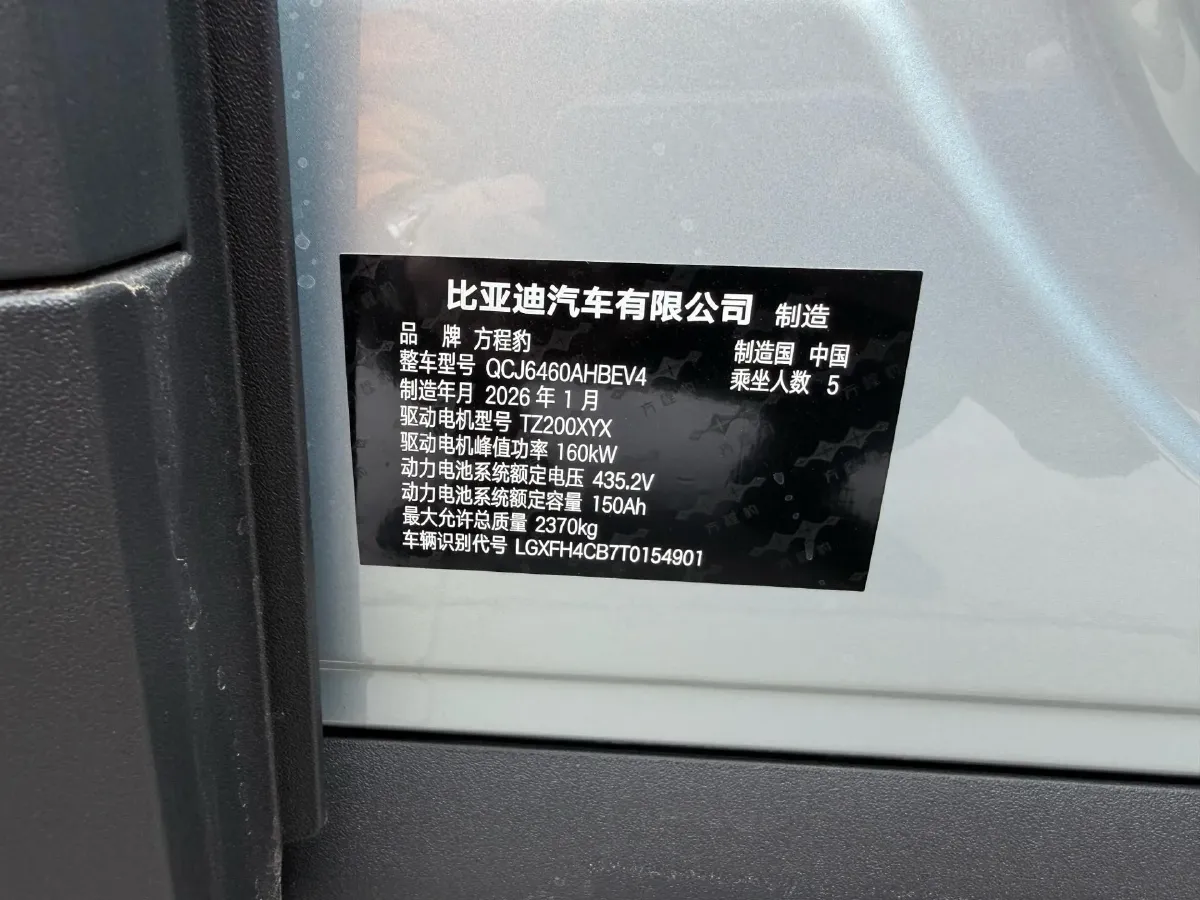 比亚迪汽车有限公司 制造
品 牌 方程豹
制造国 中国
整车型号 QCJ6460AHBEV4
乘坐人数 5
制造年月 2026 年 1 月
驱动电机型号 TZ200XYX
驱动电机峰值功率 160kW
动力电池系统额定电压 435.2V
动力电池系统额定容量 150Ah
最大允许总质量 2370kg
车辆识别代号 LGXFH4CB7T0154901